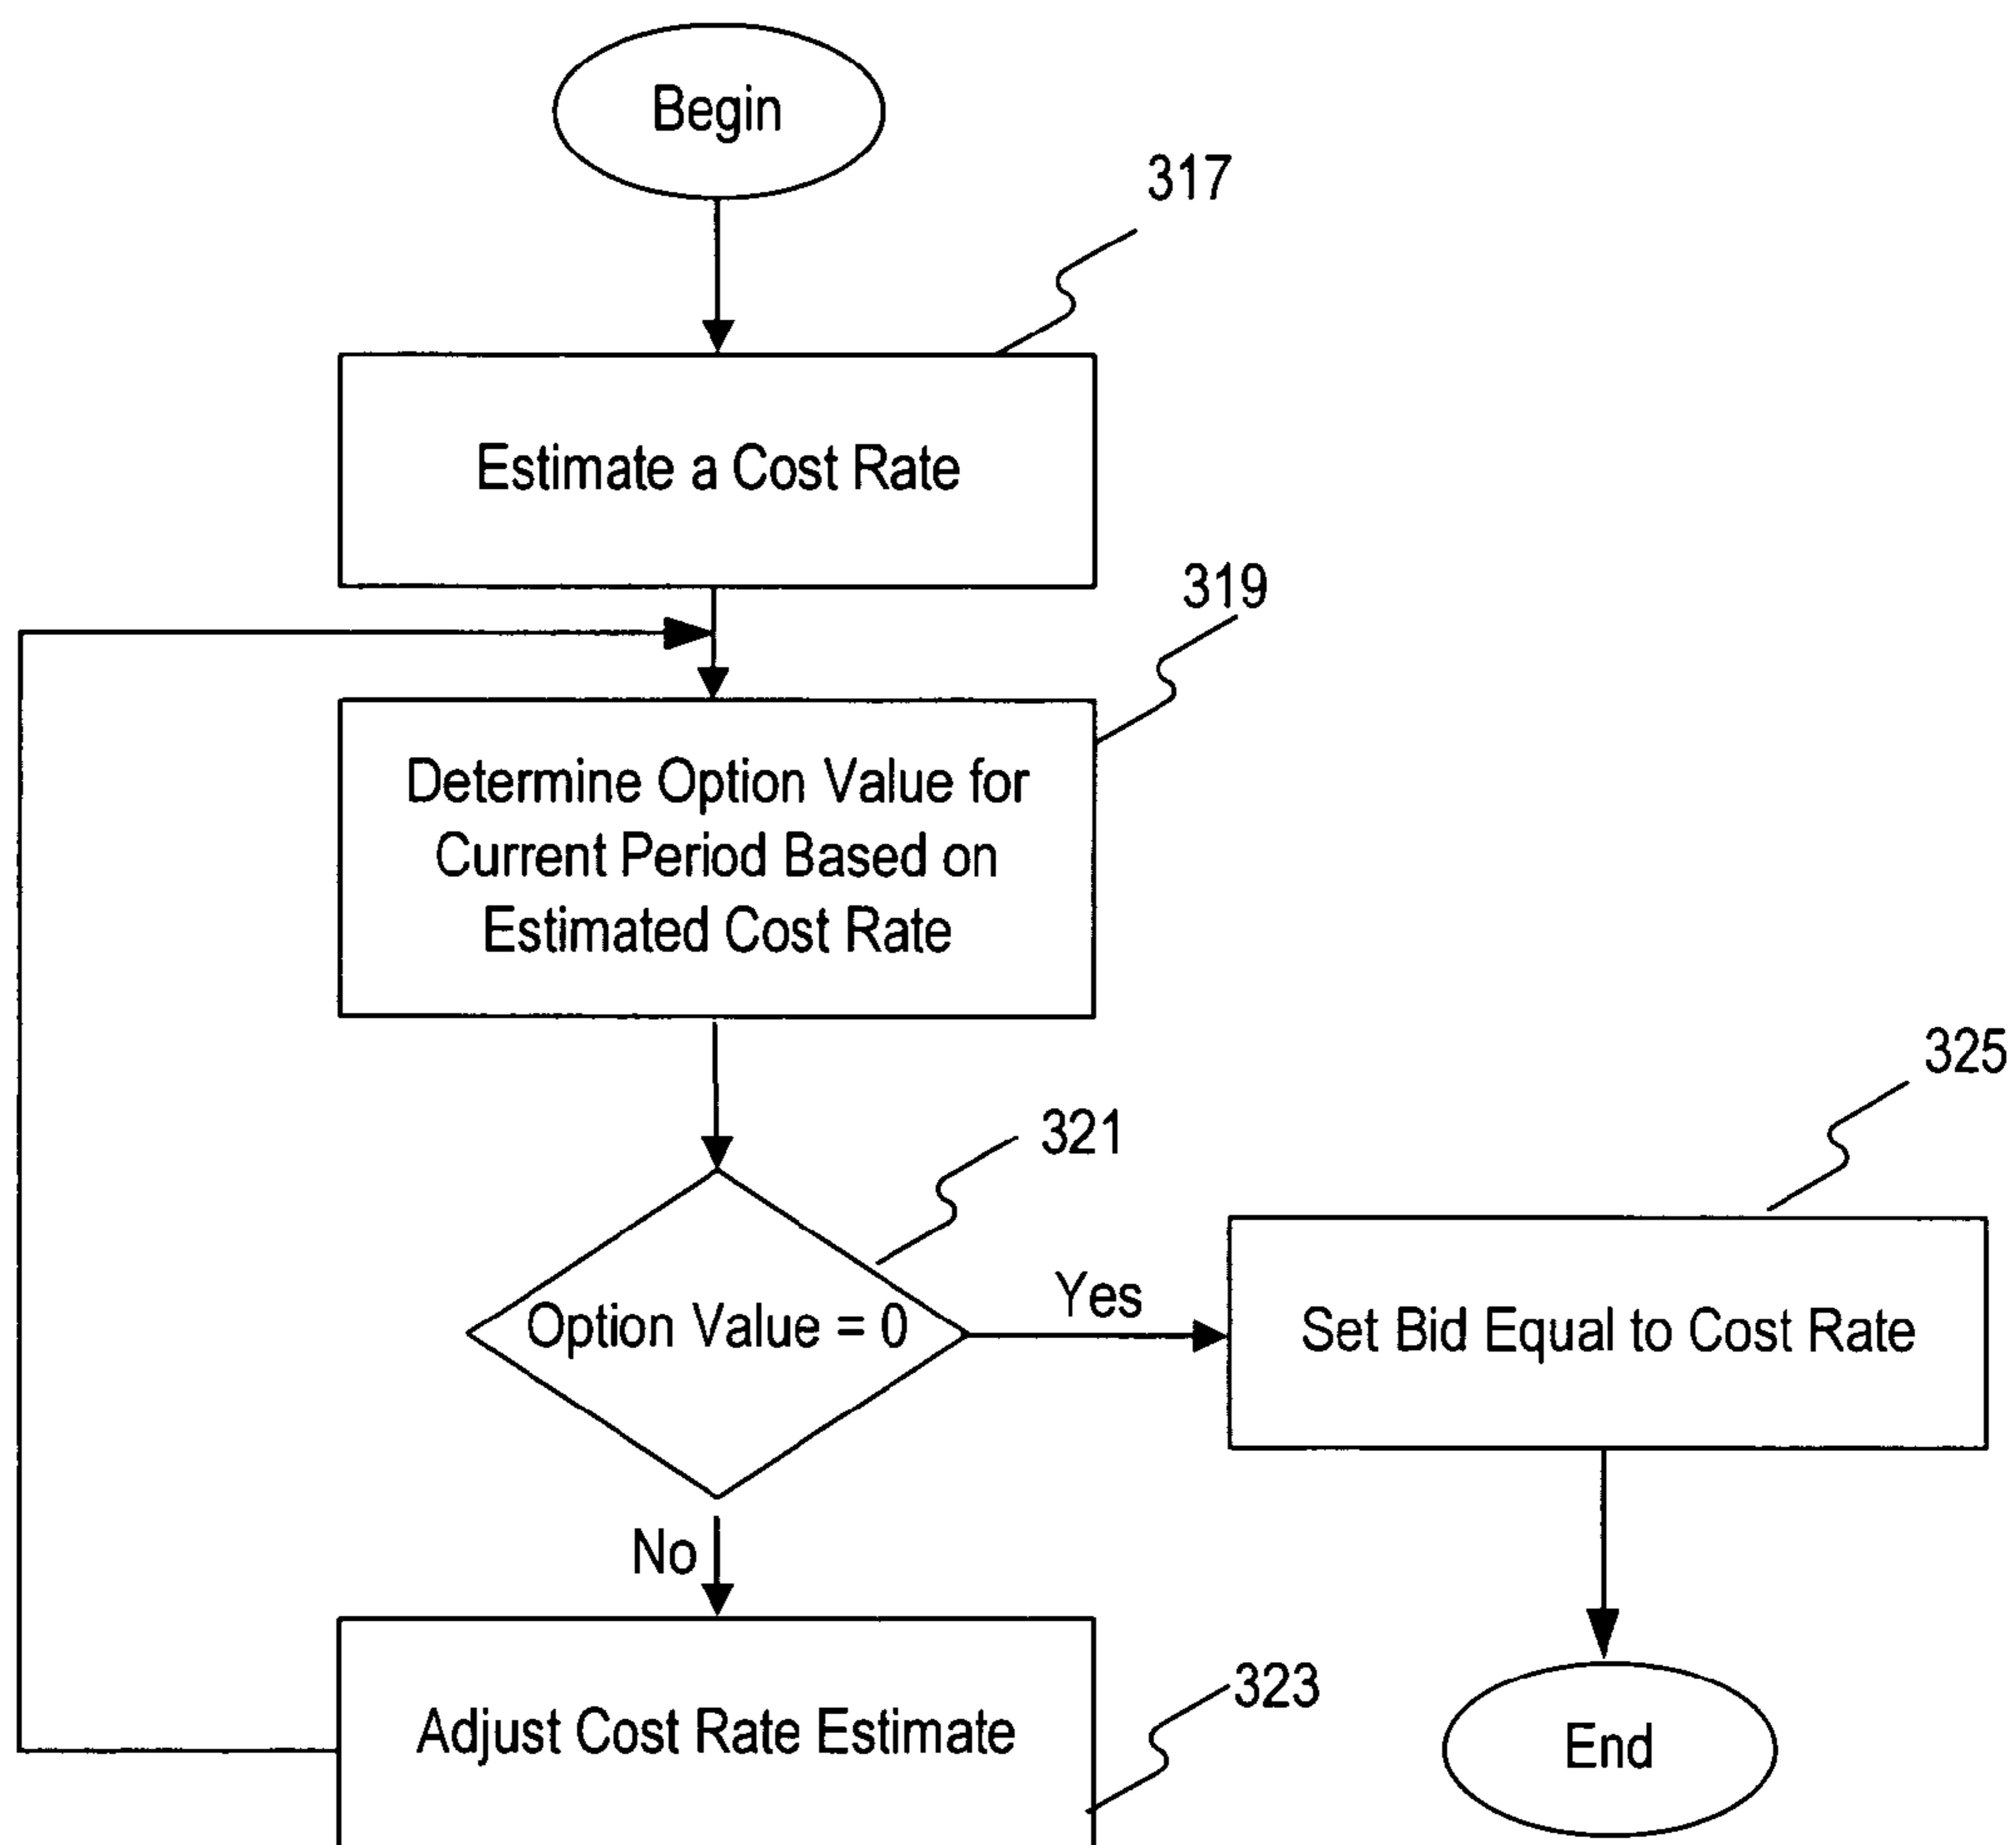 Begin
317
Estimate a Cost Rate
319
Determine Option Value for
Current Period Based on
Estimated Cost Rate
325
321
Option Value = 0
Yes
Set Bid Equal to Cost Rate
No
323
Adjust Cost Rate Estimate
End